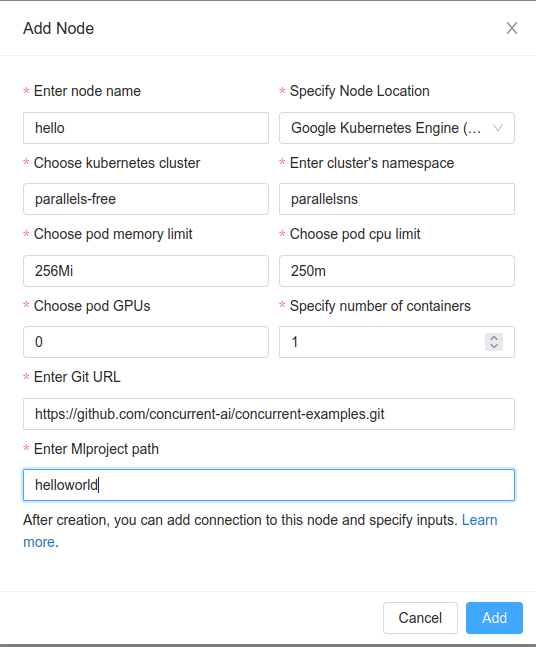 Add Node
* Enter node name
* Specify Node Location
hello
Google Kubernetes Engine (...
* Choose kubernetes cluster
* Enter cluster's namespace
parallels-free
parallelsns
* Choose pod memory limit
* Choose pod cpu limit
256Mi
250m
* Choose pod GPUs
* Specify number of containers
0
1
* Enter Git URL
https://github.com/concurrent-ai/concurrent-examples.git
* Enter Mlproject path
helloworld
After creation, you can add connection to this node and specify inputs. Learn
more.
Cancel
Add